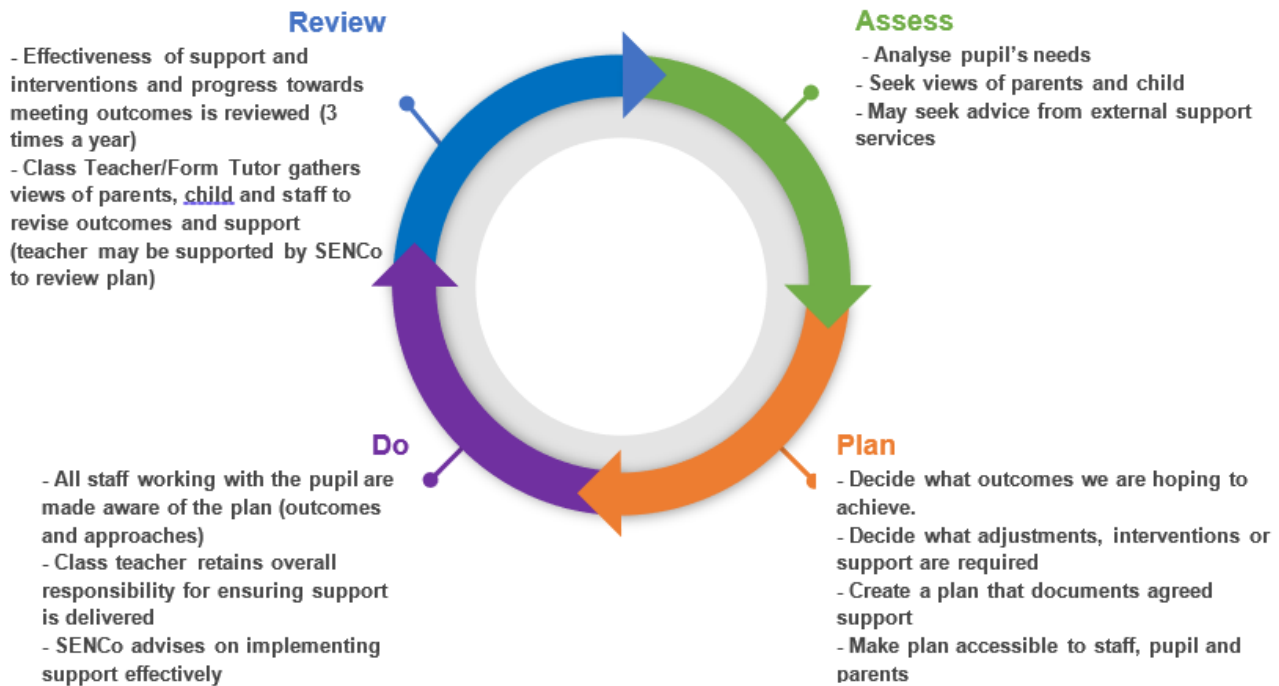 Review
- Effectiveness of support and
interventions and progress towards
meeting outcomes is reviewed (3
times a year)
- Class Teacher/Form Tutor gathers
views of parents, child and staff to
revise outcomes and support
(teacher may be supported by SENCo
to review plan)
Assess
- Analyse pupil's needs
- Seek views of parents and child
- May seek advice from external support
services
Do
- All staff working with the pupil are
made aware of the plan (outcomes
and approaches)
- Class teacher retains overall
responsibility for ensuring support
is delivered
- SENCo advises on implementing
support effectively
Plan
- Decide what outcomes we are hoping to
achieve.
- Decide what adjustments, interventions or
support are required
- Create a plan that documents agreed
support
- Make plan accessible to staff, pupil and
parents